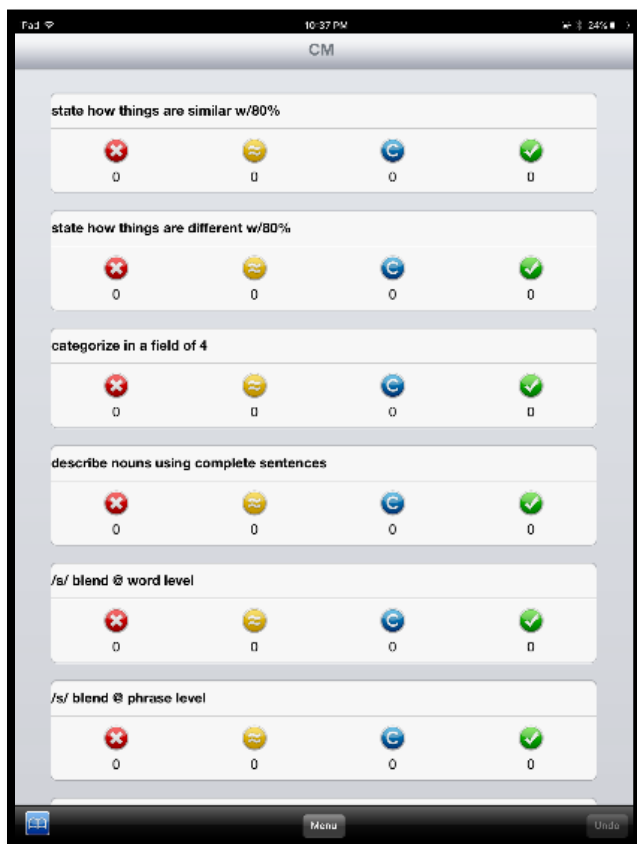 Pad 10:37 PM 24%
CM
state how things are similar w/80%
0 0 0 0
state how things are different w/80%
0 0 0 0
categorize in a field of 4
0 0 0 0
describe nouns using complete sentences
0 0 0 0
/s/ blend @ word level
0 0 0 0
/s/ blend @ phrase level
0 0 0 0
Menu Undo